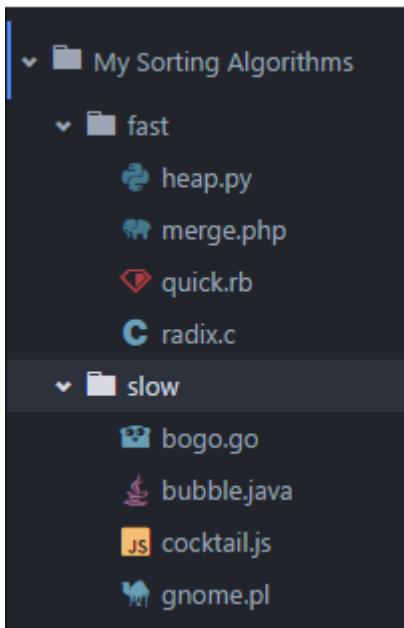 My Sorting Algorithms
fast
heap.py
merge.php
quick.rb
C radix.c
slow
bogo.go
bubble.java
JS cocktail.js
gnome.pl